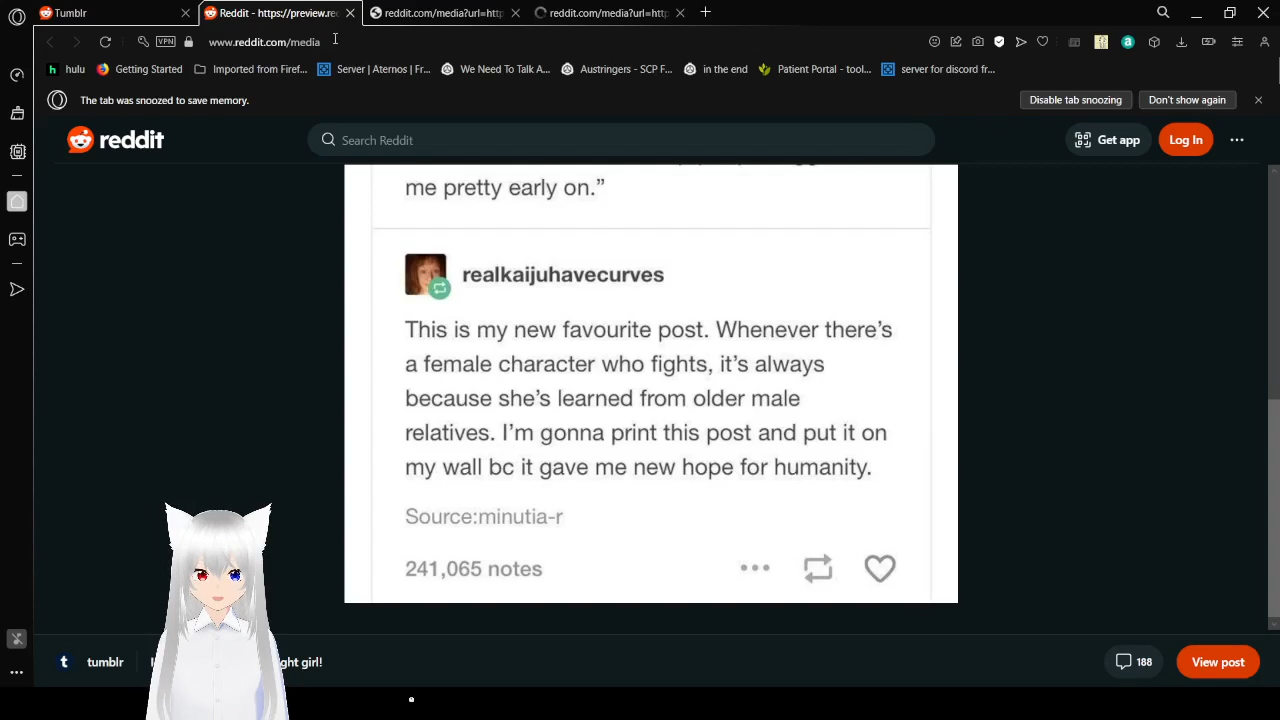 Tumblr
Reddit - https://preview.re
reddit.com/media?url=http
reddit.com/media?url=http
VPN
www.reddit.com/media
hulu
Getting Started
Imported from Firef...
Server | Aternos | Fr...
We Need To Talk A...
Austringers - SCP F...
in the end
Patient Portal - tool...
server for discord fr...
The tab was snoozed to save memory.
Disable tab snoozing
Don't show again
reddit
Search Reddit
Get app
Log In
me pretty early on.”
realkaijuhavecurves
This is my new favourite post. Whenever there’s
a female character who fights, it’s always
because she’s learned from older male
relatives. I’m gonna print this post and put it on
my wall bc it gave me new hope for humanity.
Source:minutia-r
241,065 notes
tumblr
ght girl!
188
View post